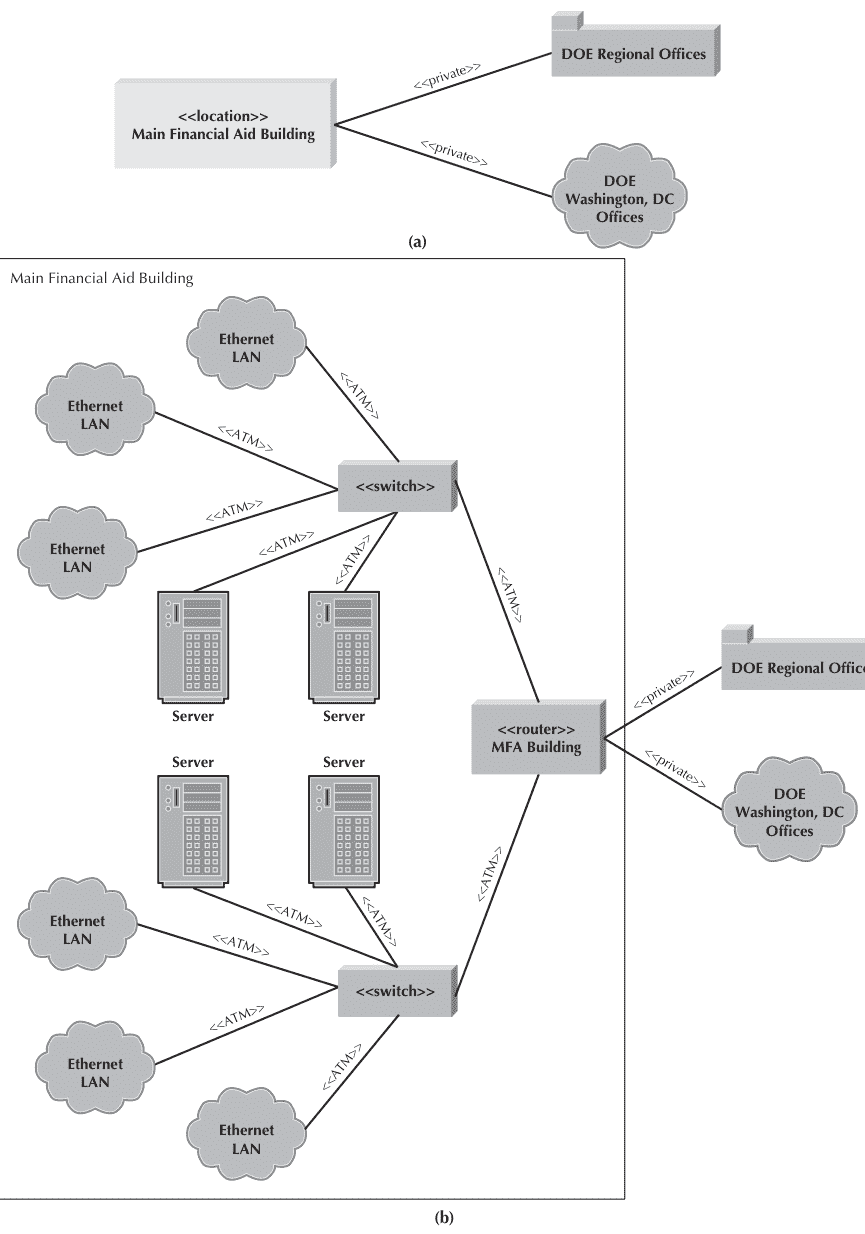 DOE Regional Offices
<<private>>
<<location>>
Main Financial Aid Building
<<private>>
DOE
Washington, DC
Offices
(a)
Main Financial Aid Building
Ethernet
LAN
<<ATM>>
Ethernet
LAN
<<ATM>>
<<switch>>
<<ATM>>
Ethernet
LAN
<<ATM>>
<<ATM>>
<<ATM>>
Server
Server
DOE Regional Office
<<private>>
<<router>>
MFA Building
<<private>>
Server
Server
DOE
Washington, DC
Offices
<<ATM>>
<<ATM>>
<<ATM>>
Ethernet
LAN
<<ATM>>
<<switch>>
<<ATM>>
Ethernet
LAN
<<ATM>>
Ethernet
LAN
(b)